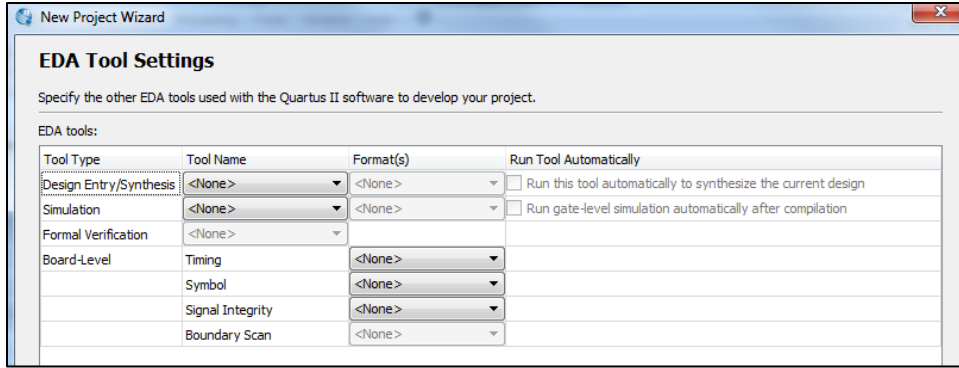 New Project Wizard
EDA Tool Settings
Specify the other EDA tools used with the Quartus II software to develop your project.
EDA tools:
Tool Type Tool Name Format(s) Run Tool Automatically
Design Entry/Synthesis <None> <None> Run this tool automatically to synthesize the current design
Simulation <None> <None> Run gate-level simulation automatically after compilation
Formal Verification <None>
Board-Level Timing <None>
Symbol <None>
Signal Integrity <None>
Boundary Scan <None>